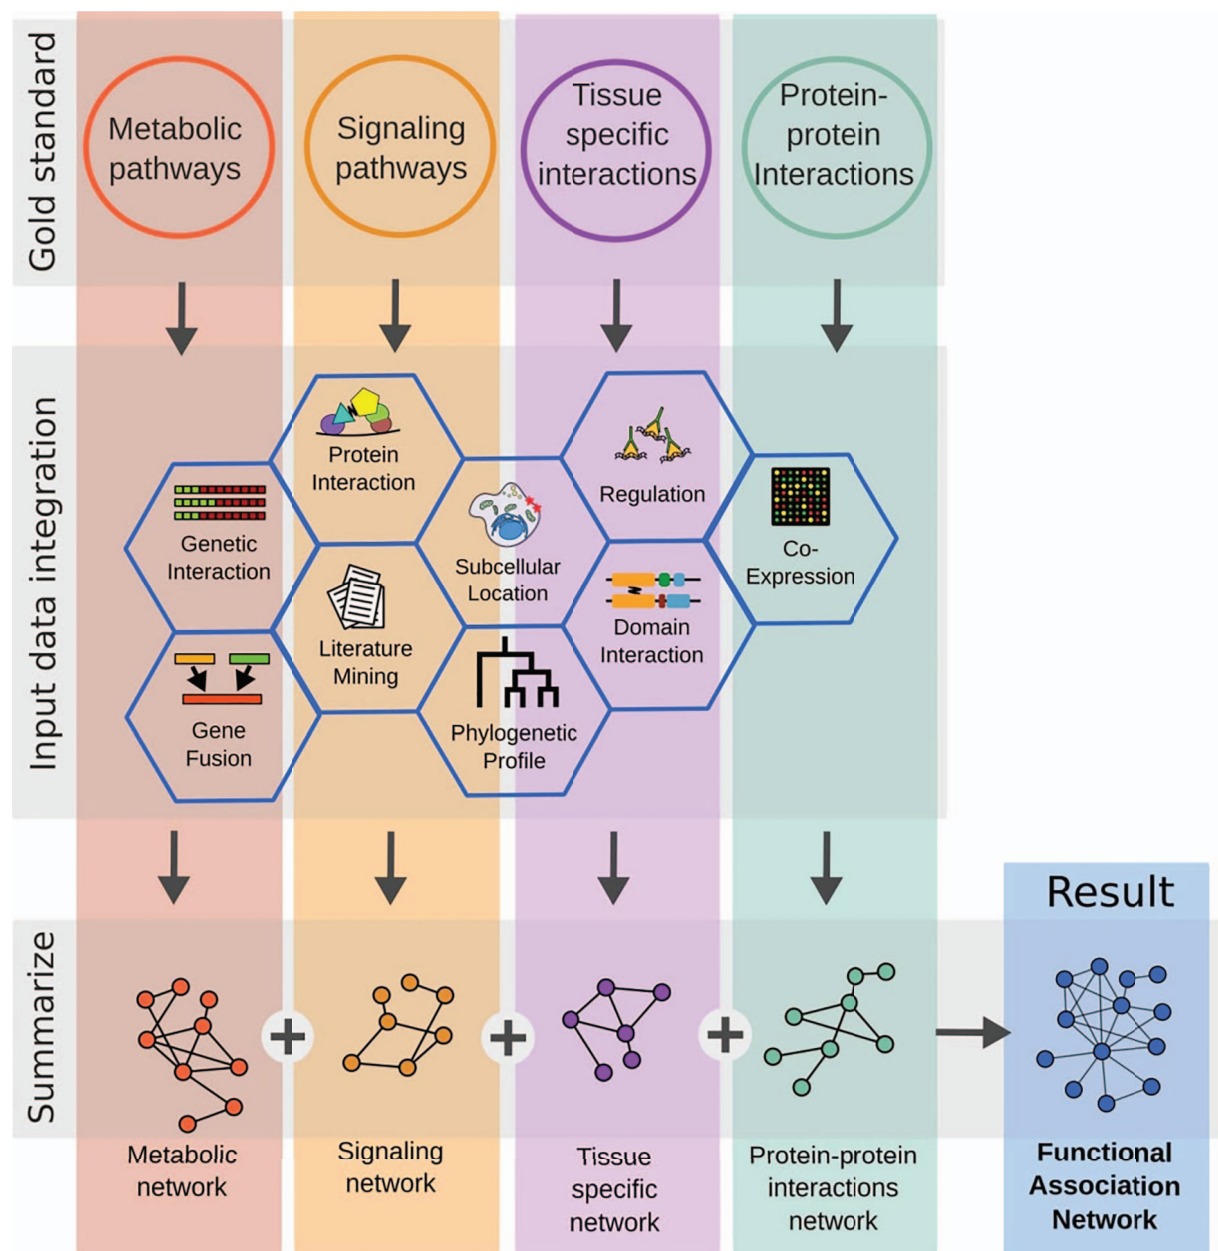 Gold standard
Metabolic
pathways
Signaling
pathways
Tissue
specific
interactions
Protein-
protein
Interactions
Input data integration
Protein
Interaction
Regulation
Genetic
Interaction
Subcellular
Location
Co-
Expression
Literature
Mining
Domain
Interaction
Gene
Fusion
Phylogenetic
Profile
Summarize
Result
Metabolic
network
Signaling
network
Tissue
specific
network
Protein-protein
interactions
network
Functional
Association
Network